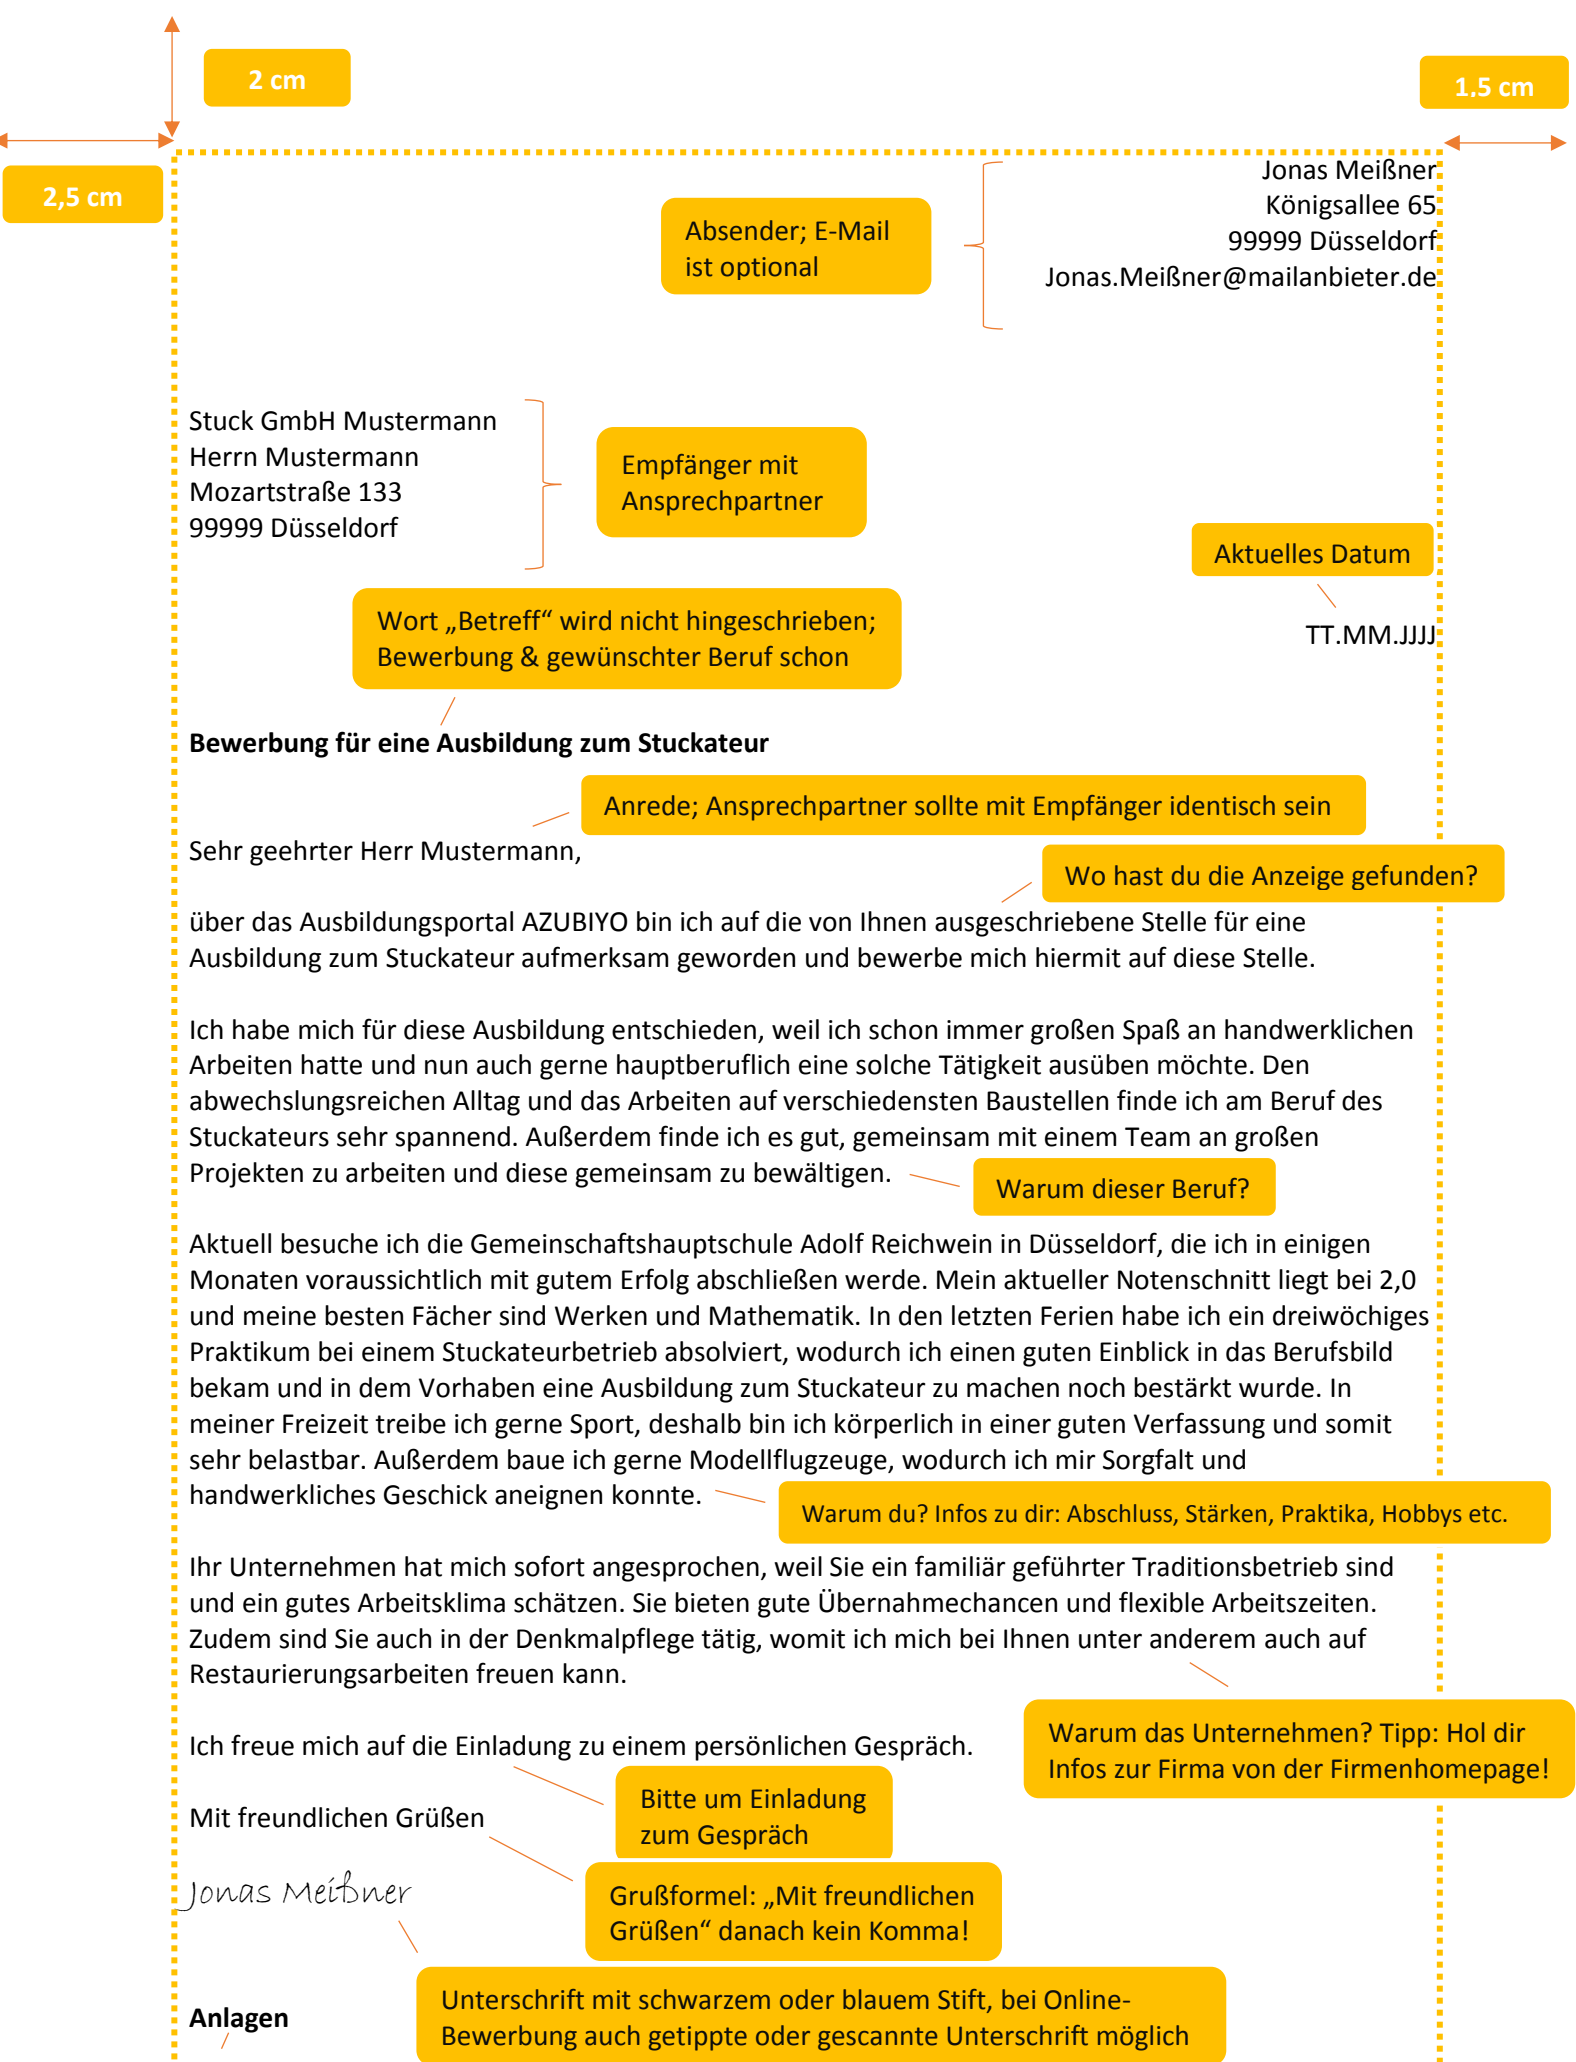 2 cm
1,5 cm
2,5 cm
Jonas Meißner
Königsallee 65
99999 Düsseldorf
Jonas.Meißner@mailanbieter.de
Absender; E-Mail
ist optional
Stuck GmbH Mustermann
Herrn Mustermann
Mozartstraße 133
99999 Düsseldorf
Empfänger mit
Ansprechpartner
Aktuelles Datum
TT.MM.JJJJ
Wort „Betreff“ wird nicht hingeschrieben;
Bewerbung & gewünschter Beruf schon
Bewerbung für eine Ausbildung zum Stuckateur
Anrede; Ansprechpartner sollte mit Empfänger identisch sein
Sehr geehrter Herr Mustermann,
Wo hast du die Anzeige gefunden?
über das Ausbildungsportal AZUBIYO bin ich auf die von Ihnen ausgeschriebene Stelle für eine
Ausbildung zum Stuckateur aufmerksam geworden und bewerbe mich hiermit auf diese Stelle.
Ich habe mich für diese Ausbildung entschieden, weil ich schon immer großen Spaß an handwerklichen
Arbeiten hatte und nun auch gerne hauptberuflich eine solche Tätigkeit ausüben möchte. Den
abwechslungsreichen Alltag und das Arbeiten auf verschiedensten Baustellen finde ich am Beruf des
Stuckateurs sehr spannend. Außerdem finde ich es gut, gemeinsam mit einem Team an großen
Projekten zu arbeiten und diese gemeinsam zu bewältigen.
Warum dieser Beruf?
Aktuell besuche ich die Gemeinschaftshauptschule Adolf Reichwein in Düsseldorf, die ich in einigen
Monaten voraussichtlich mit gutem Erfolg abschließen werde. Mein aktueller Notenschnitt liegt bei 2,0
und meine besten Fächer sind Werken und Mathematik. In den letzten Ferien habe ich ein dreiwöchiges
Praktikum bei einem Stuckateurbetrieb absolviert, wodurch ich einen guten Einblick in das Berufsbild
bekam und in dem Vorhaben eine Ausbildung zum Stuckateur zu machen noch bestärkt wurde. In
meiner Freizeit treibe ich gerne Sport, deshalb bin ich körperlich in einer guten Verfassung und somit
sehr belastbar. Außerdem baue ich gerne Modellflugzeuge, wodurch ich mir Sorgfalt und
handwerkliches Geschick aneignen konnte.
Warum du? Infos zu dir: Abschluss, Stärken, Praktika, Hobbys etc.
Ihr Unternehmen hat mich sofort angesprochen, weil Sie ein familiär geführter Traditionsbetrieb sind
und ein gutes Arbeitsklima schätzen. Sie bieten gute Übernahmechancen und flexible Arbeitszeiten.
Zudem sind Sie auch in der Denkmalpflege tätig, womit ich mich bei Ihnen unter anderem auch auf
Restaurierungsarbeiten freuen kann.
Warum das Unternehmen? Tipp: Hol dir
Infos zur Firma von der Firmenhomepage!
Ich freue mich auf die Einladung zu einem persönlichen Gespräch.
Bitte um Einladung
zum Gespräch
Mit freundlichen Grüßen
Grußformel: „Mit freundlichen
Grüßen“ danach kein Komma!
Jonas Meißner
Unterschrift mit schwarzem oder blauem Stift, bei Online-
Bewerbung auch getippte oder gescannte Unterschrift möglich
Anlagen